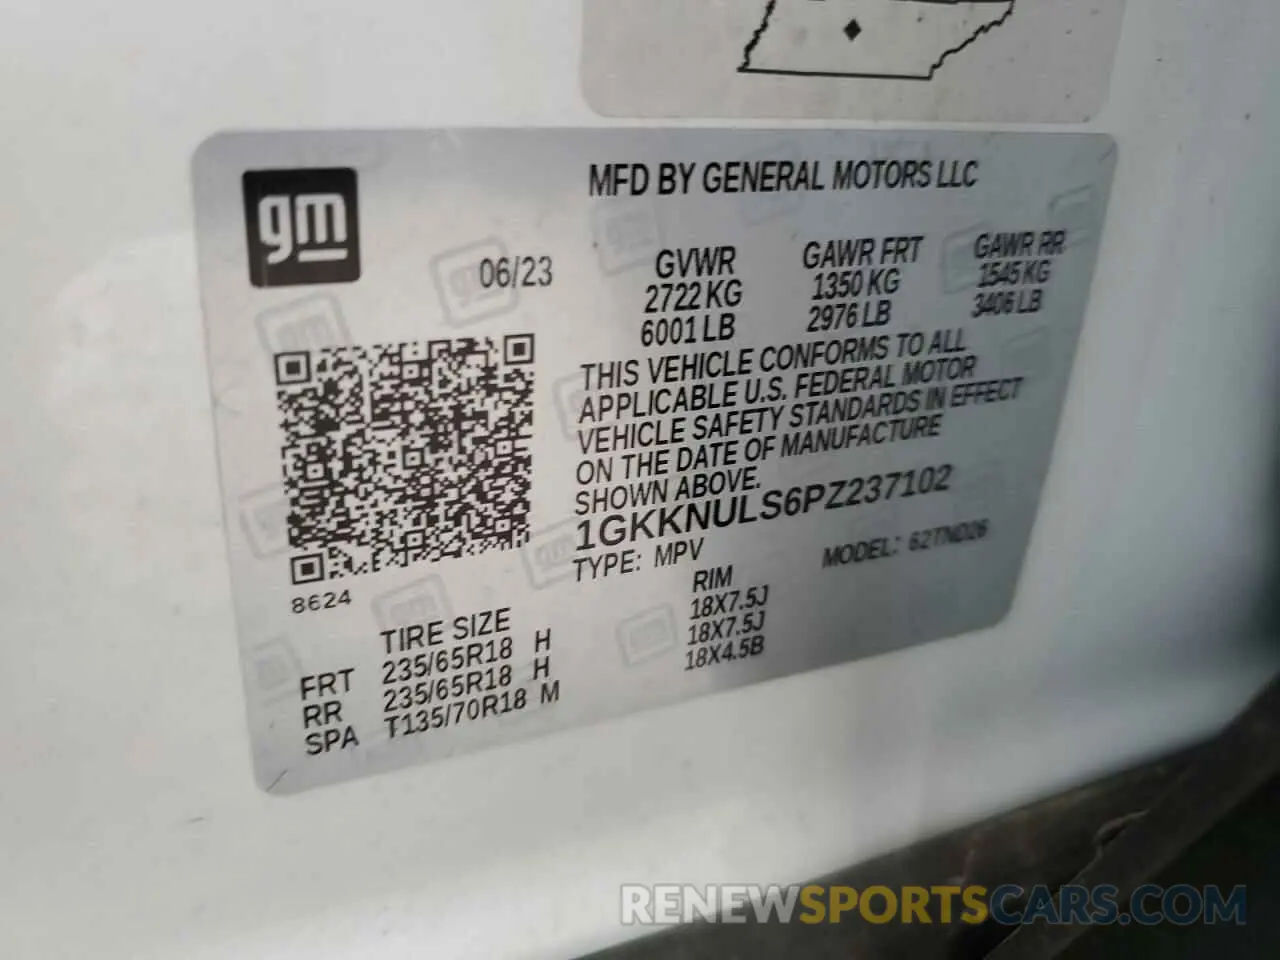 gm
MFD BY GENERAL MOTORS LLC
06/23
GVWR GAWR FRT GAWR RR
2722 KG 1350 KG 1545 KG
6001 LB 2976 LB 3406 LB
THIS VEHICLE CONFORMS TO ALL
APPLICABLE U.S. FEDERAL MOTOR
VEHICLE SAFETY STANDARDS IN EFFECT
ON THE DATE OF MANUFACTURE
SHOWN ABOVE.
1GKKNULS6PZ237102
TYPE: MPV MODEL: 62TND26
8624
TIRE SIZE RIM
FRT 235/65R18 H 18X7.5J
RR 235/65R18 H 18X7.5J
SPA T135/70R18 M 18X4.5B
RENEWSPORTSCARS.COM